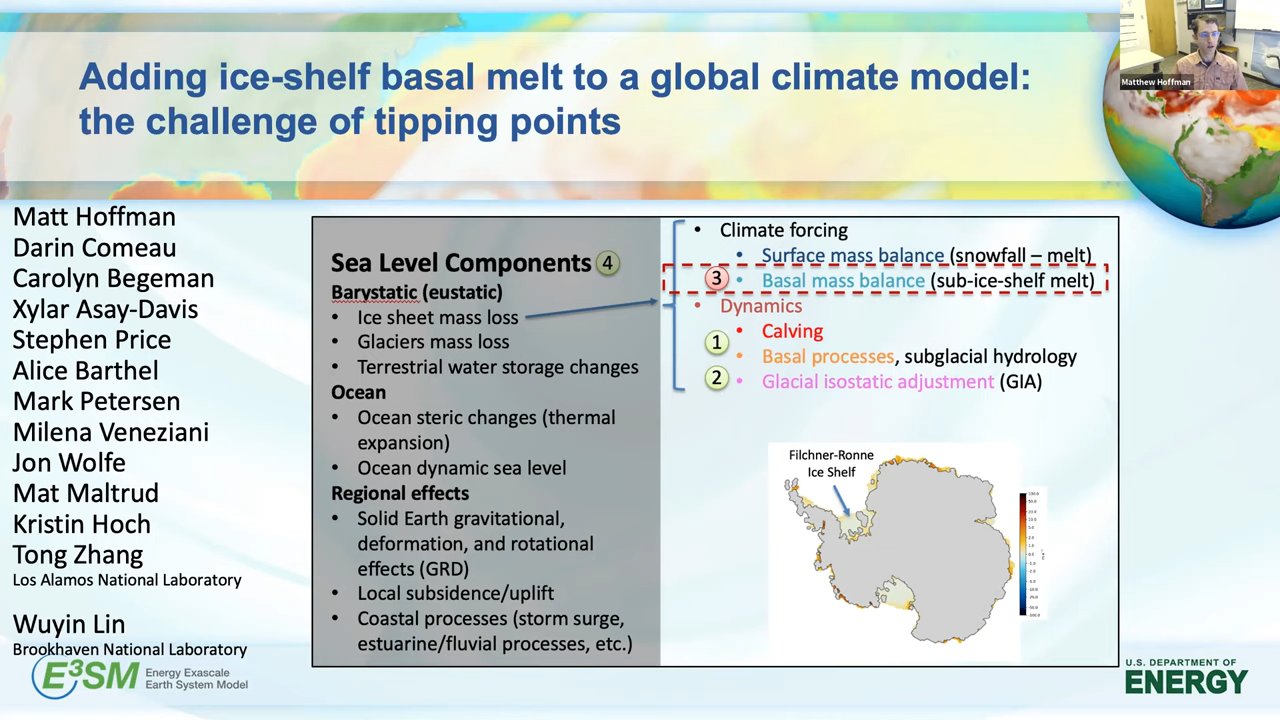 Adding ice-shelf basal melt to a global climate model:
the challenge of tipping points
Matthew Hoffman
Matt Hoffman
Darin Comeau
Carolyn Begeman
Xylar Asay-Davis
Stephen Price
Alice Barthel
Mark Petersen
Milena Veneziani
Jon Wolfe
Mat Maltrud
Kristin Hoch
Tong Zhang
Los Alamos National Laboratory
Wuyin Lin
Brookhaven National Laboratory
Sea Level Components 4
Barystatic (eustatic)
• Ice sheet mass loss
• Glaciers mass loss
• Terrestrial water storage changes
Ocean
• Ocean steric changes (thermal
expansion)
• Ocean dynamic sea level
Regional effects
• Solid Earth gravitational,
deformation, and rotational
effects (GRD)
• Local subsidence/uplift
• Coastal processes (storm surge,
estuarine/fluvial processes, etc.)
• Climate forcing
• Surface mass balance (snowfall – melt)
3 • Basal mass balance (sub-ice-shelf melt)
• Dynamics
• Calving
1
• Basal processes, subglacial hydrology
2 • Glacial isostatic adjustment (GIA)
Filchner-Ronne
Ice Shelf
E³SM Energy Exascale
Earth System Model
U.S. DEPARTMENT OF
ENERGY